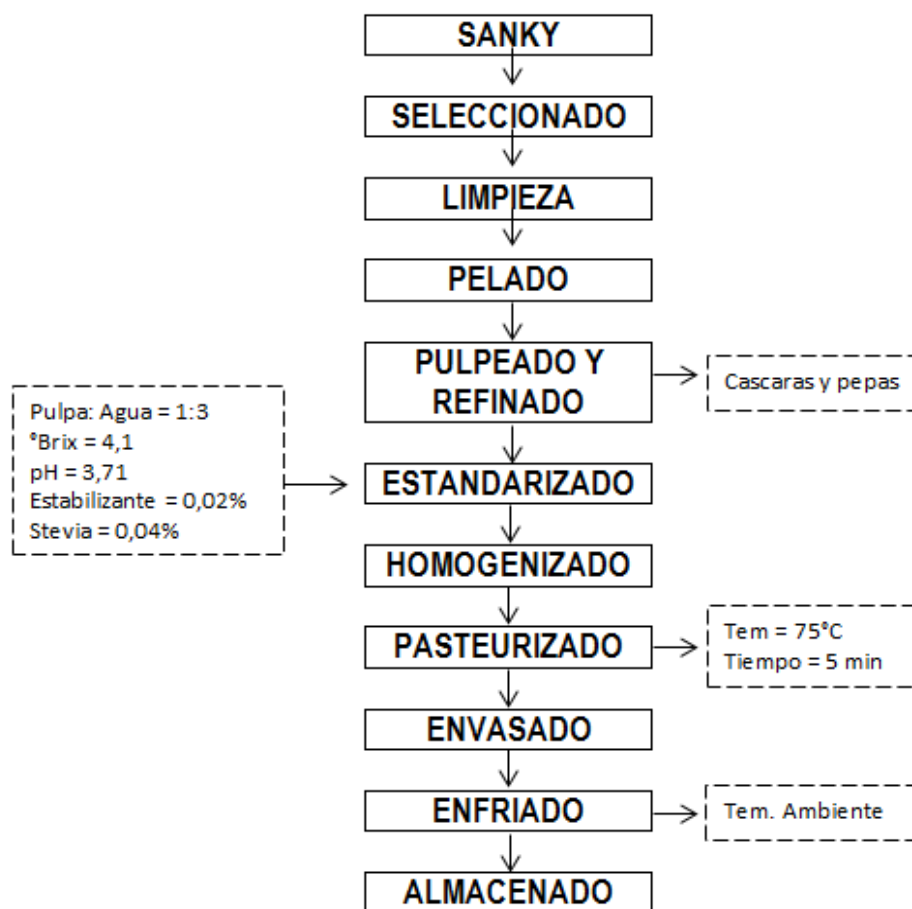 SANKY
SELECCIONADO
LIMPIEZA
PELADO
PULPEADO Y
REFINADO
Cascaras y pepas
Pulpa: Agua = 1:3
°Brix = 4,1
pH = 3,71
Estabilizante = 0,02%
Stevia = 0,04%
ESTANDARIZADO
HOMOGENIZADO
PASTEURIZADO
Tem = 75°C
Tiempo = 5 min
ENVASADO
ENFRIADO
Tem. Ambiente
ALMACENADO